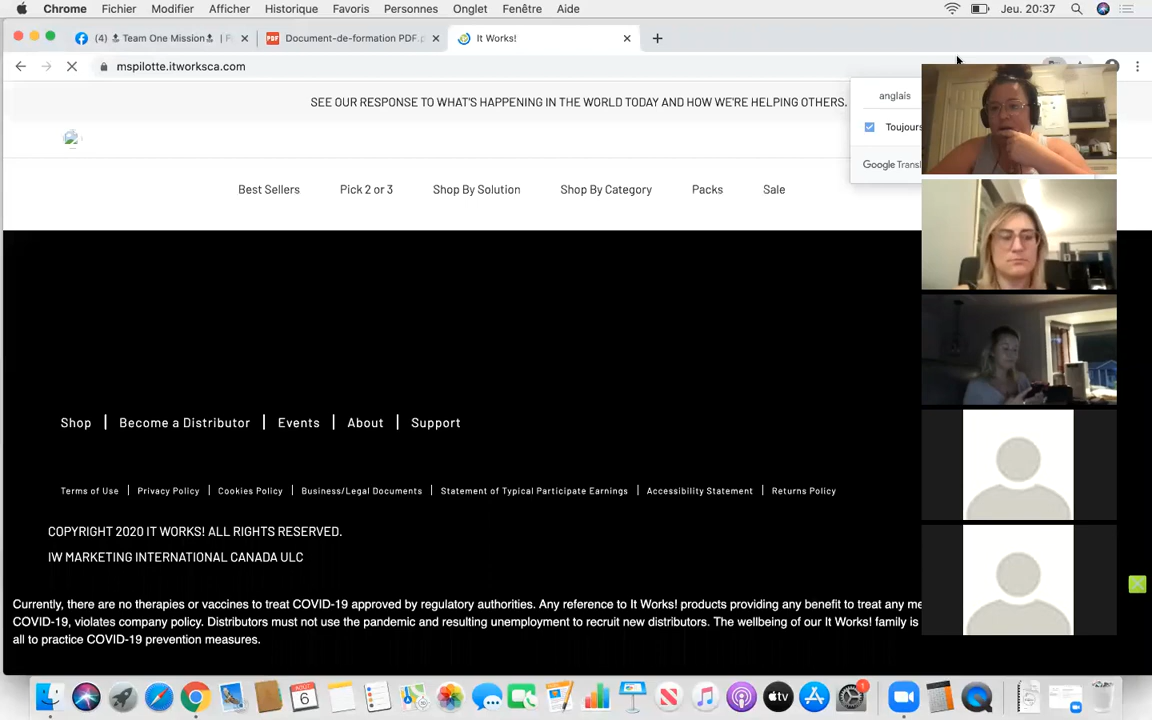 Chrome Fichier Modifier Afficher Historique Favoris Personnes Onglet Fenêtre Aide Jeu. 20:37
(4) Team One Mission Document-de-formation PDF. It Works!
mspilotte.itworksca.com
SEE OUR RESPONSE TO WHAT'S HAPPENING IN THE WORLD TODAY AND HOW WE'RE HELPING OTHERS.
anglais
Toujours
Google Transl
Best Sellers Pick 2 or 3 Shop By Solution Shop By Category Packs Sale
Shop | Become a Distributor | Events | About | Support
Terms of Use | Privacy Policy | Cookies Policy | Business/Legal Documents | Statement of Typical Participate Earnings | Accessibility Statement | Returns Policy
COPYRIGHT 2020 IT WORKS! ALL RIGHTS RESERVED.
IW MARKETING INTERNATIONAL CANADA ULC
Currently, there are no therapies or vaccines to treat COVID-19 approved by regulatory authorities. Any reference to It Works! products providing any benefit to treat any me
COVID-19, violates company policy. Distributors must not use the pandemic and resulting unemployment to recruit new distributors. The wellbeing of our It Works! family is
all to practice COVID-19 prevention measures.
AOÛT
6
tv
1